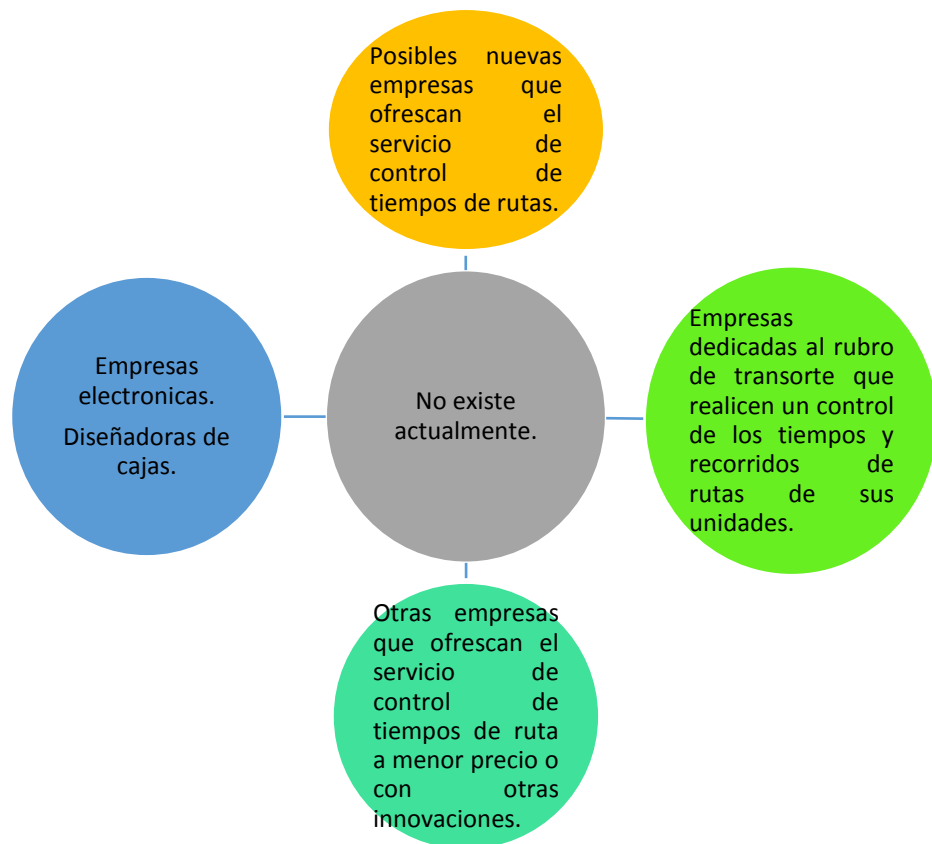 Posibles nuevas
empresas que
ofrescan el
servicio de
control de
tiempos de rutas.
Empresas
electronicas.
Diseñadoras de
cajas.
No existe
actualmente.
Empresas
dedicadas al rubro
de transorte que
realicen un control
de los tiempos y
recorridos de
rutas de sus
unidades.
Otras empresas
que ofrescan el
servicio de
control de
tiempos de ruta
a menor precio o
con otras
innovaciones.